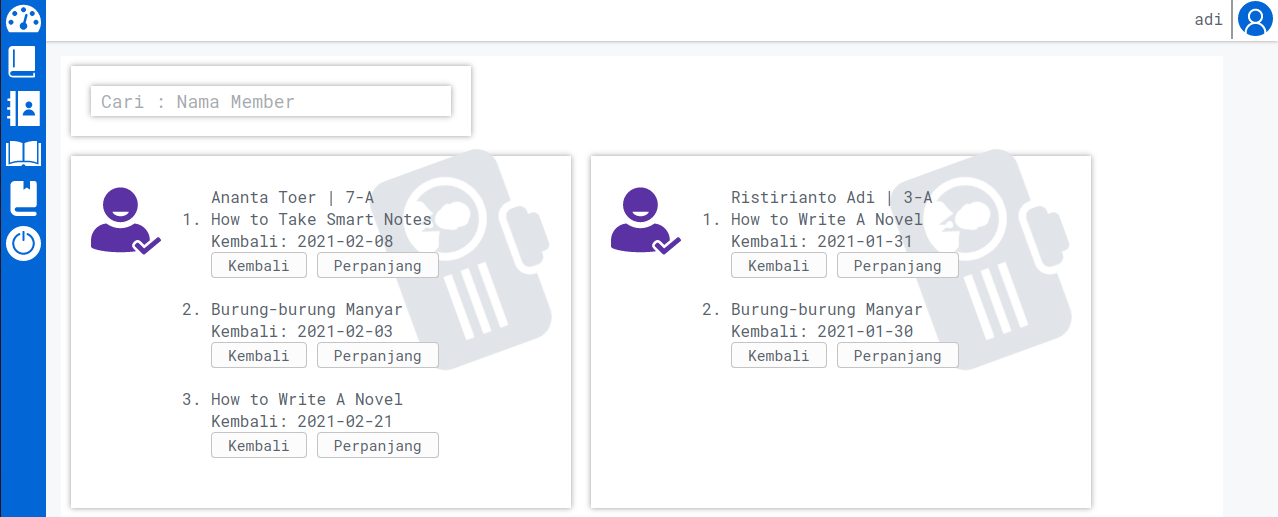 adi
Cari : Nama Member
Ananta Toer | 7-A
1. How to Take Smart Notes
Kembali: 2021-02-08
Kembali Perpanjang
2. Burung-burung Manyar
Kembali: 2021-02-03
Kembali Perpanjang
3. How to Write A Novel
Kembali: 2021-02-21
Kembali Perpanjang
Ristirianto Adi | 3-A
1. How to Write A Novel
Kembali: 2021-01-31
Kembali Perpanjang
2. Burung-burung Manyar
Kembali: 2021-01-30
Kembali Perpanjang